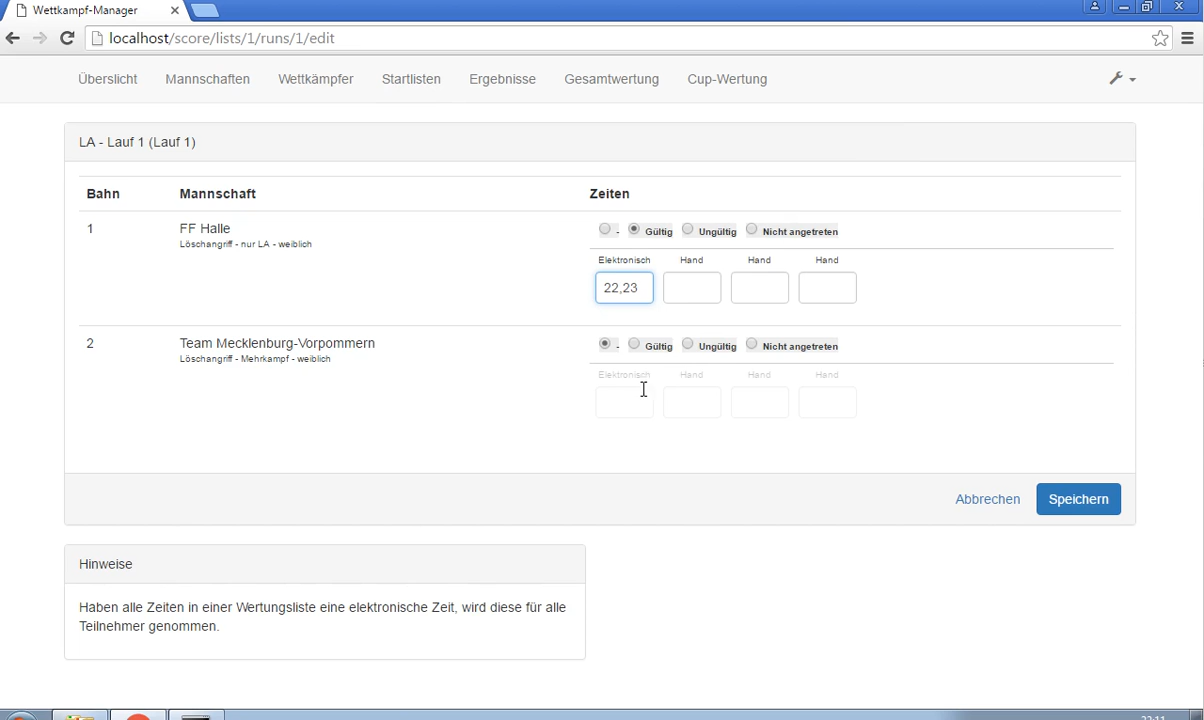 Wettkampf-Manager
localhost/score/lists/1/runs/1/edit
Überslicht Mannschaften Wettkämpfer Startlisten Ergebnisse Gesamtwertung Cup-Wertung
LA - Lauf 1 (Lauf 1)
Bahn Mannschaft Zeiten
1 FF Halle - Gültig Ungültig Nicht angetreten
Löschangriff - nur LA - weiblich
Elektronisch Hand Hand Hand
22,23
2 Team Mecklenburg-Vorpommern - Gültig Ungültig Nicht angetreten
Löschangriff - Mehrkampf - weiblich
Elektronisch Hand Hand Hand
Abbrechen Speichern
Hinweise
Haben alle Zeiten in einer Wertungsliste eine elektronische Zeit, wird diese für alle
Teilnehmer genommen.
22:11